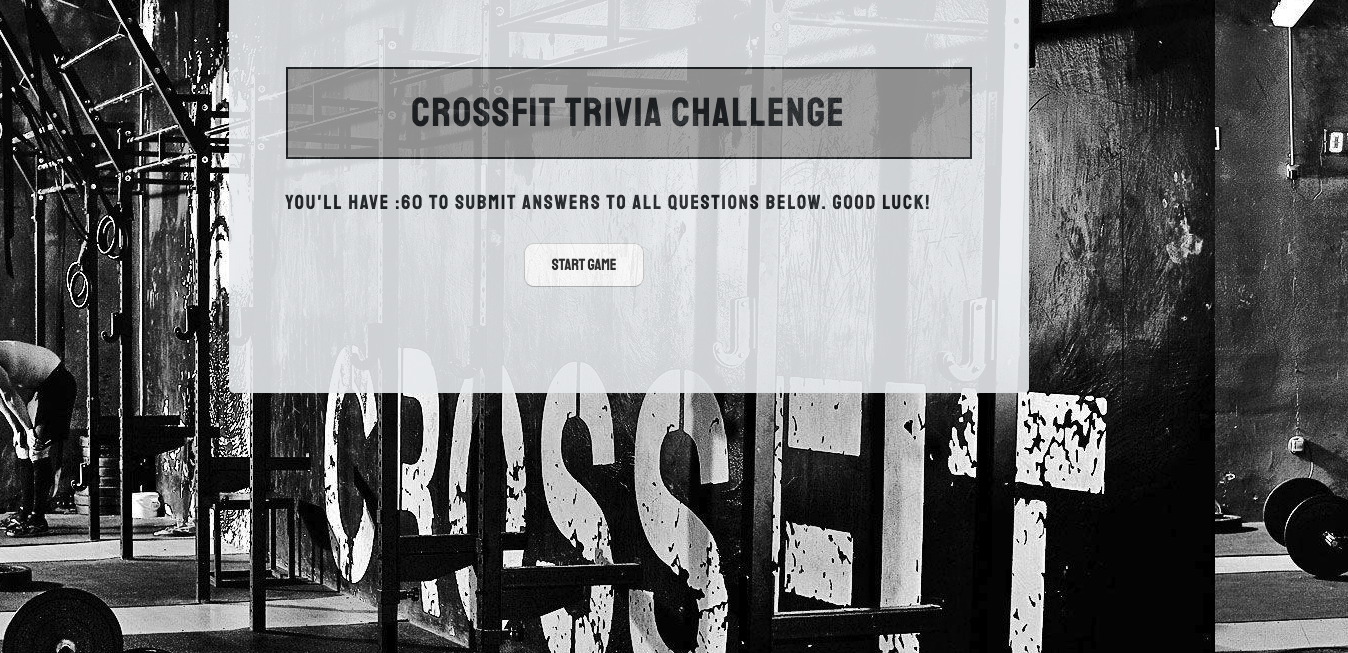 CROSSFIT TRIVIA CHALLENGE
YOU'LL HAVE :60 TO SUBMIT ANSWERS TO ALL QUESTIONS BELOW. GOOD LUCK!
START GAME
CROSSFIT